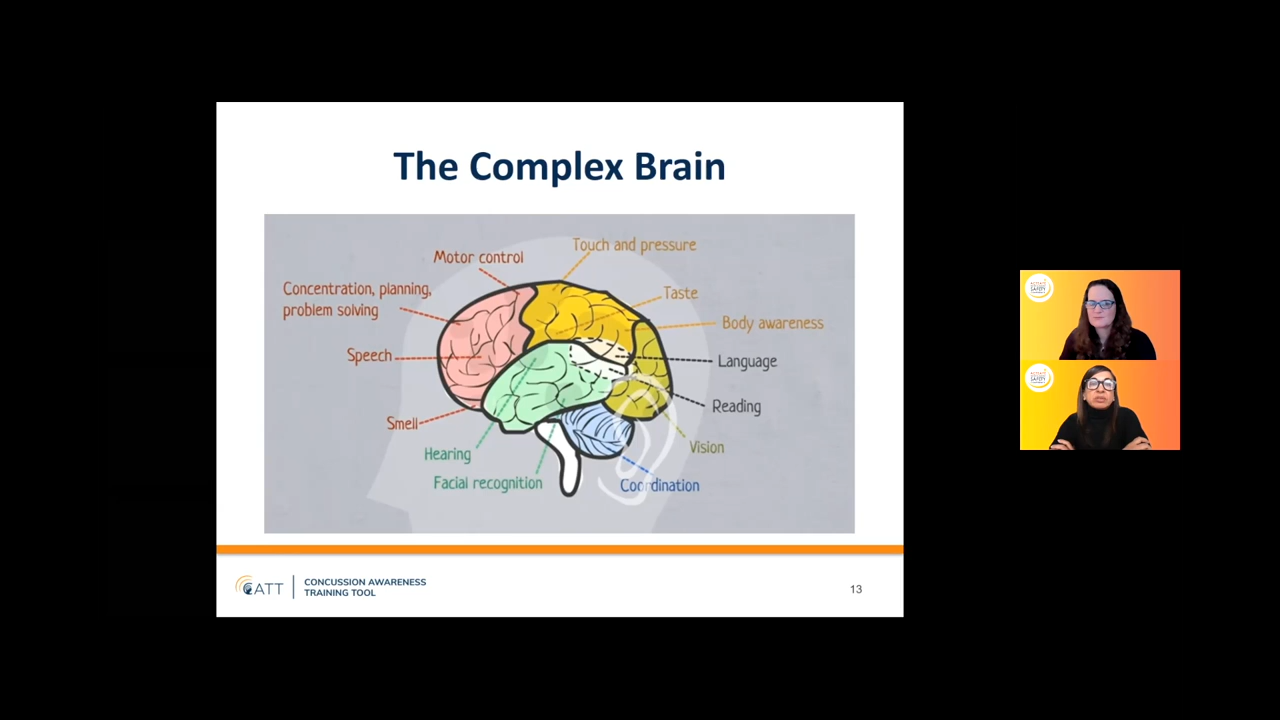 The Complex Brain
Touch and pressure
Motor control
Concentration, planning,
problem solving
Taste
Body awareness
Speech
Language
Reading
Smell
Vision
Hearing
Facial recognition
Coordination
CATT
CONCUSSION AWARENESS
TRAINING TOOL
13